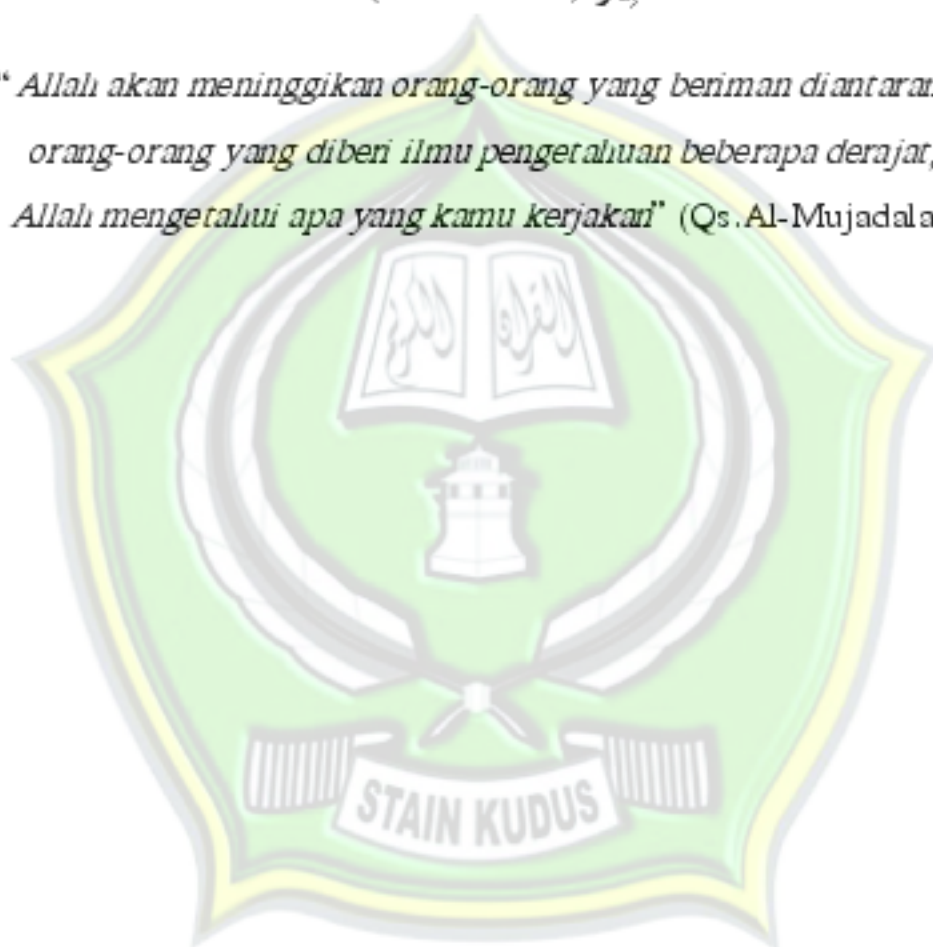 “ Allah akan meninggikan orang-orang yang beriman diantaran
orang-orang yang diberi ilmu pengetahuan beberapa derajat,
Allah mengetahui apa yang kamu kerjakan” (Qs.Al-Mujadala
STAIN KUDUS